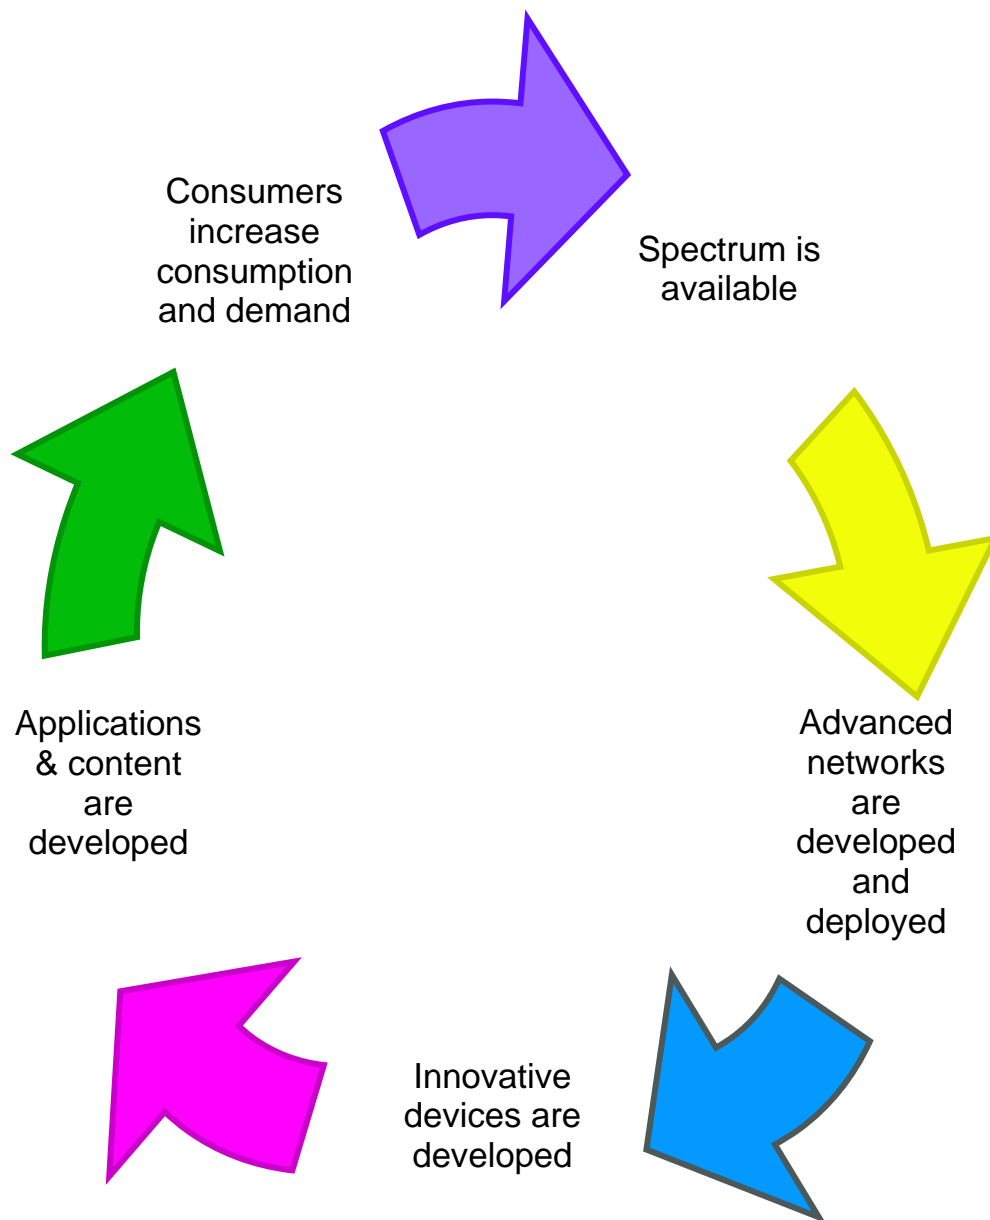 Consumers
increase
consumption
and demand
Spectrum is
available
Advanced
networks
are
developed
and
deployed
Innovative
devices are
developed
Applications
& content
are
developed